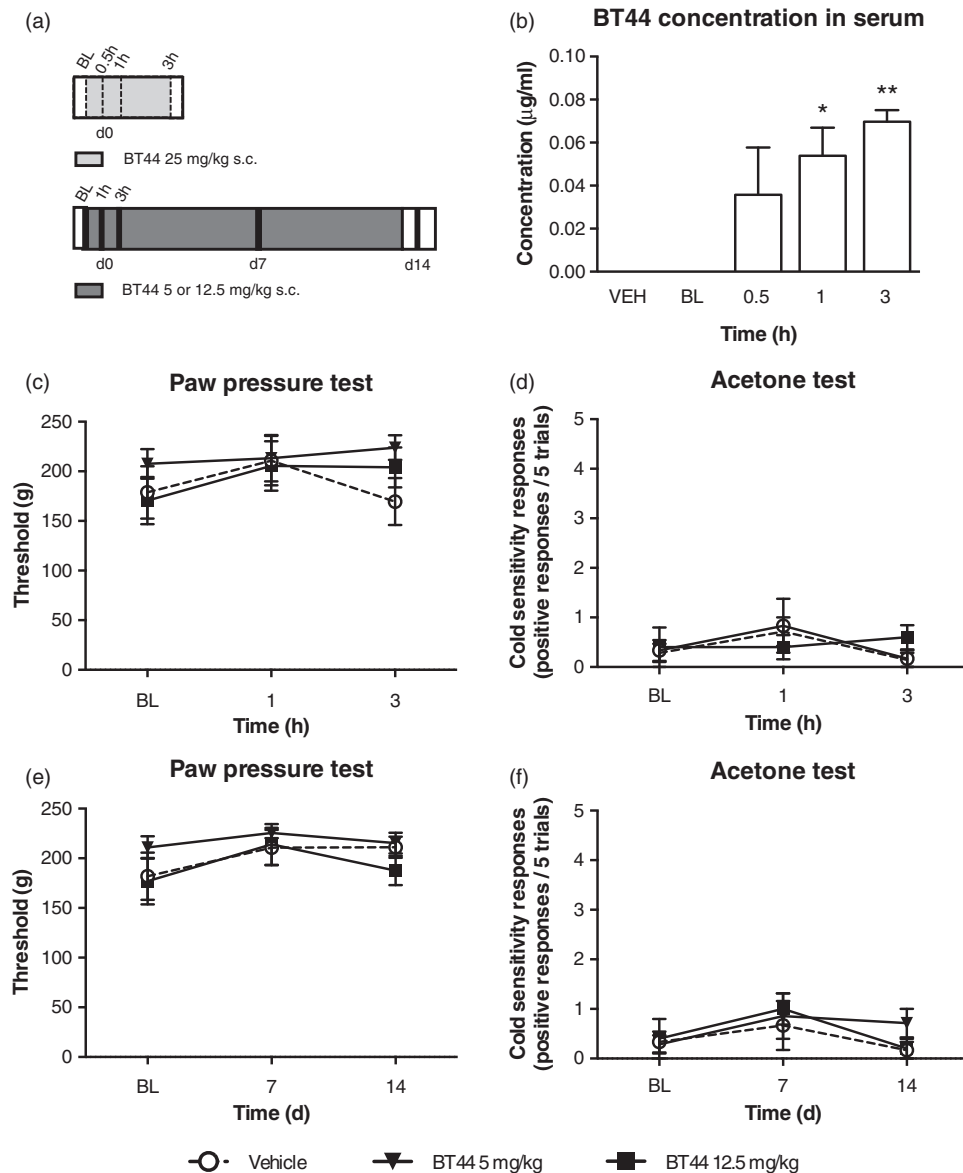 (a)
BL
0.5h
1h
3h
d0
BT44 25 mg/kg s.c.
BL
1h
3h
d0
d7
d14
BT44 5 or 12.5 mg/kg s.c.
(b)
BT44 concentration in serum
Concentration (μg/ml)
0.10
0.08
0.06
0.04
0.02
0.00
*
**
VEH BL 0.5 1 3
Time (h)
(c)
Paw pressure test
Threshold (g)
250
200
150
100
50
0
BL 1 3
Time (h)
(d)
Acetone test
Cold sensitivity responses
(positive responses / 5 trials)
5
4
3
2
1
0
BL 1 3
Time (h)
(e)
Paw pressure test
Threshold (g)
250
200
150
100
50
0
BL 7 14
Time (d)
(f)
Acetone test
Cold sensitivity responses
(positive responses / 5 trials)
5
4
3
2
1
0
BL 7 14
Time (d)
Vehicle
BT44 5 mg/kg
BT44 12.5 mg/kg